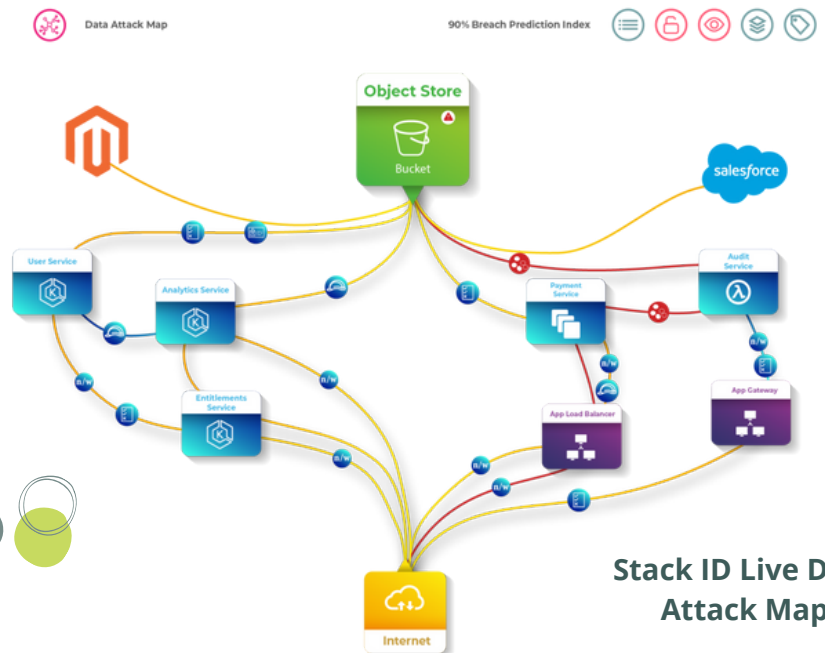 Data Attack Map
90% Breach Prediction Index
Object Store
Bucket
salesforce
User Service
Analytics Service
Payment
Service
Audit
Service
n/w
n/w
n/w
n/w
Entitlements
Service
App Load Balancer
App Gateway
n/w
n/w
n/w
Internet
Stack ID Live D
Attack Map